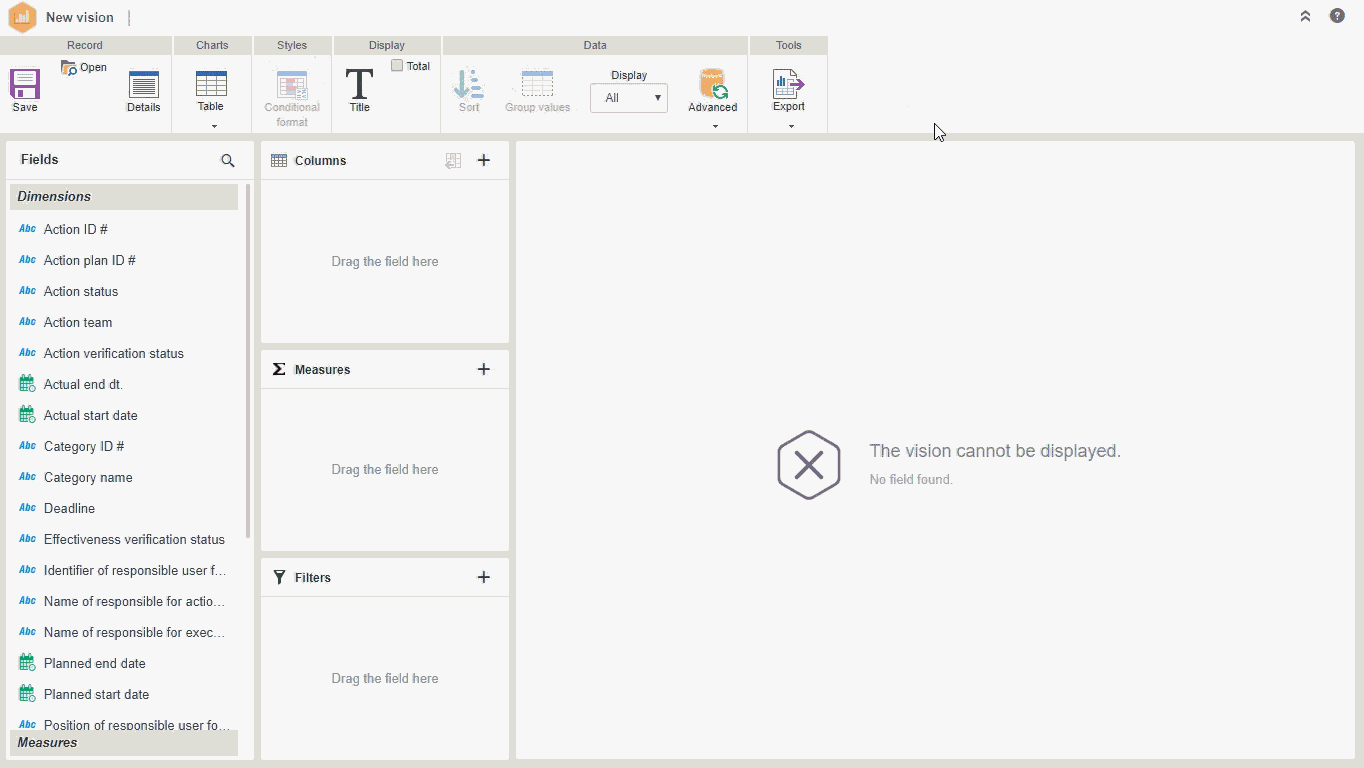 New vision
Record
Charts
Styles
Display
Data
Tools
Save
Open
Details
Table
Conditional
format
Title
Total
Sort
Group values
Display
All
Advanced
Export
Fields
Dimensions
Abc Action ID #
Abc Action plan ID #
Abc Action status
Abc Action team
Abc Action verification status
Actual end dt.
Actual start date
Abc Category ID #
Abc Category name
Abc Deadline
Abc Effectiveness verification status
Abc Identifier of responsible user f...
Abc Name of responsible for actio...
Abc Name of responsible for exec...
Planned end date
Planned start date
Abc Position of responsible user fo...
Measures
Columns
Drag the field here
Measures
Drag the field here
Filters
Drag the field here
The vision cannot be displayed.
No field found.